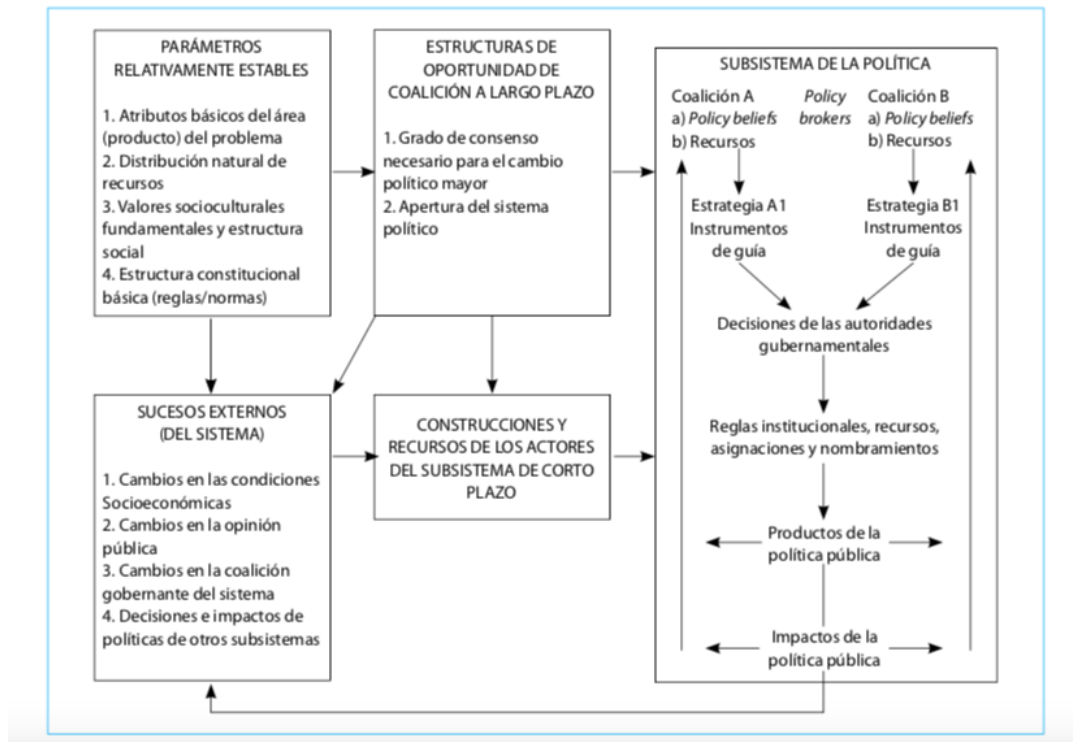 PARÁMETROS
RELATIVAMENTE ESTABLES
1. Atributos básicos del área
(producto) del problema
2. Distribución natural de
recursos
3. Valores socioculturales
fundamentales y estructura
social
4. Estructura constitucional
básica (reglas/normas)
ESTRUCTURAS DE
OPORTUNIDAD DE
COALICIÓN A LARGO PLAZO
1. Grado de consenso
necesario para el cambio
político mayor
2. Apertura del sistema
político
SUCESOS EXTERNOS
(DEL SISTEMA)
1. Cambios en las condiciones
Socioeconómicas
2. Cambios en la opinión
pública
3. Cambios en la coalición
gobernante del sistema
4. Decisiones e impactos de
políticas de otros subsistemas
CONSTRUCCIONES Y
RECURSOS DE LOS ACTORES
DEL SUBSISTEMA DE CORTO
PLAZO
SUBSISTEMA DE LA POLÍTICA
Coalición A
a) Policy beliefs
b) Recursos
Policy
brokers
Coalición B
a) Policy beliefs
b) Recursos
Estrategia A1
Instrumentos
de guía
Estrategia B1
Instrumentos
de guía
Decisiones de las autoridades
gubernamentales
Reglas institucionales, recursos,
asignaciones y nombramientos
Productos de la
política pública
Impactos de la
política pública